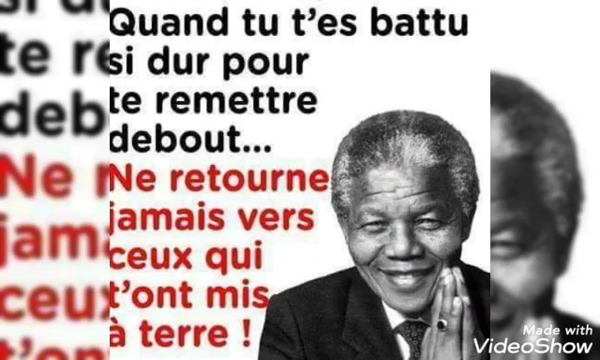 Quand tu t'es battu
si dur pour
te remettre
debout...
Ne retourne
jamais vers
ceux qui
t'ont mis
à terre !
Made with
VideoShow